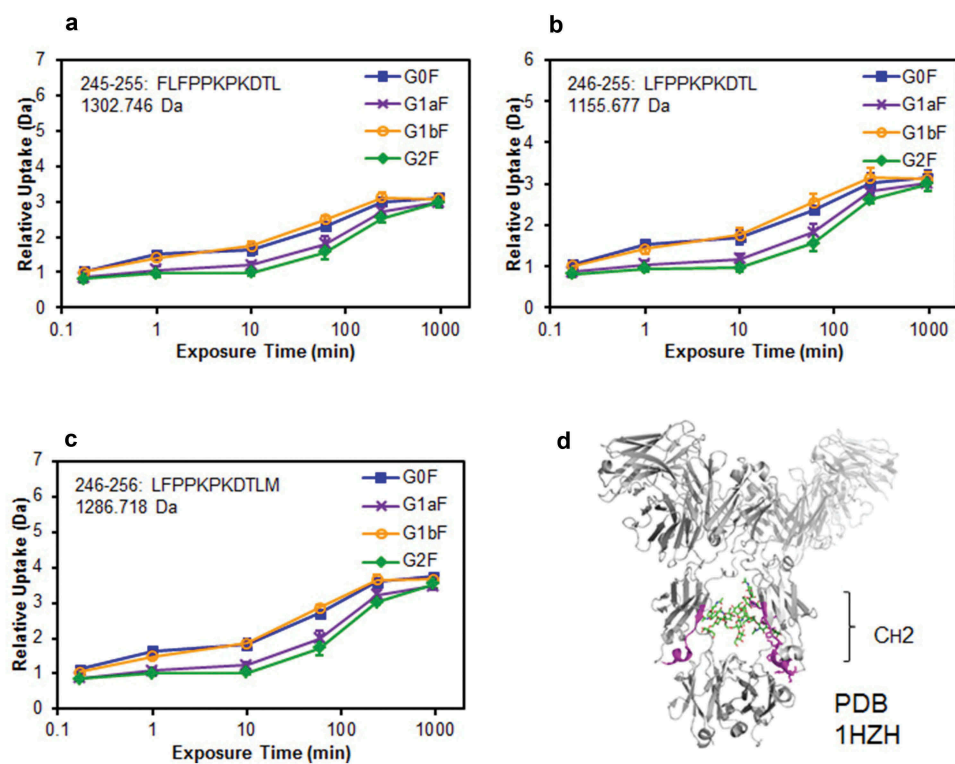 a
7
6
5
4
3
2
1
0
Relative Uptake (Da)
245-255: FLFPPKPKDTL
1302.746 Da
G0F
G1aF
G1bF
G2F
0.1 1 10 100 1000
Exposure Time (min)
b
6
5
4
3
2
1
0
Relative Uptake (Da)
246-255: LFPPKPKDTL
1155.677 Da
G0F
G1aF
G1bF
G2F
0.1 1 10 100 1000
Exposure Time (min)
c
7
6
5
4
3
2
1
0
Relative Uptake (Da)
246-256: LFPPKPKDTLM
1286.718 Da
G0F
G1aF
G1bF
G2F
0.1 1 10 100 1000
Exposure Time (min)
d
CH2
PDB
1HZH